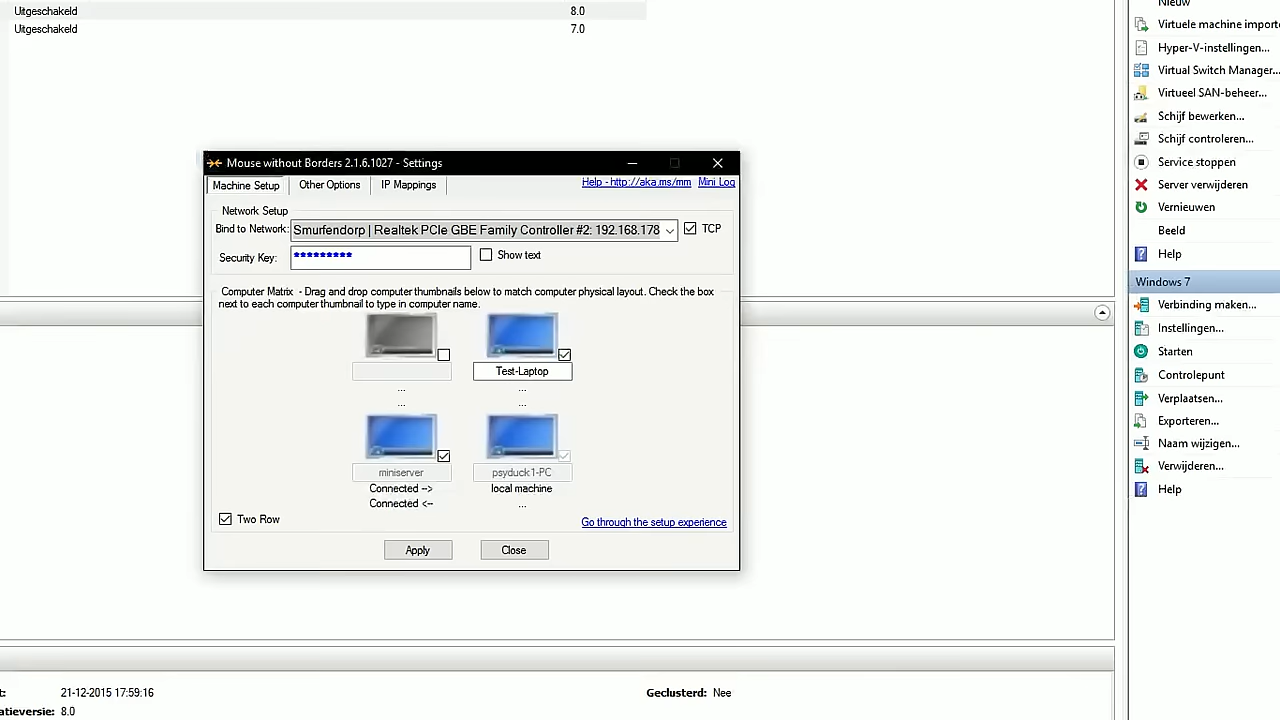 Uitgeschakeld 8.0
Uitgeschakeld 7.0
Nieuw
Virtuele machine importe
Hyper-V-instellingen...
Virtual Switch Manager...
Virtueel SAN-beheer...
Schijf bewerken...
Schijf controleren...
Service stoppen
Server verwijderen
Vernieuwen
Beeld
Help
Windows 7
Verbinding maken...
Instellingen...
Starten
Controlepunt
Verplaatsen...
Exporteren...
Naam wijzigen...
Verwijderen...
Help
Mouse without Borders 2.1.6.1027 - Settings
Machine Setup Other Options IP Mappings
Help - http://aka.ms/mm Mini Log
Network Setup
Bind to Network: Smurfendorp | Realtek PCIe GBE Family Controller #2: 192.168.178 TCP
Security Key: ********* Show text
Computer Matrix - Drag and drop computer thumbnails below to match computer physical layout. Check the box
next to each computer thumbnail to type in computer name.
Test-Laptop
... ...
... ...
miniserver psyduck1-PC
Connected --> local machine
Connected <-- ...
Two Row
Go through the setup experience
Apply Close
t: 21-12-2015 17:59:16 Geclusterd: Nee
atieversie: 8.0